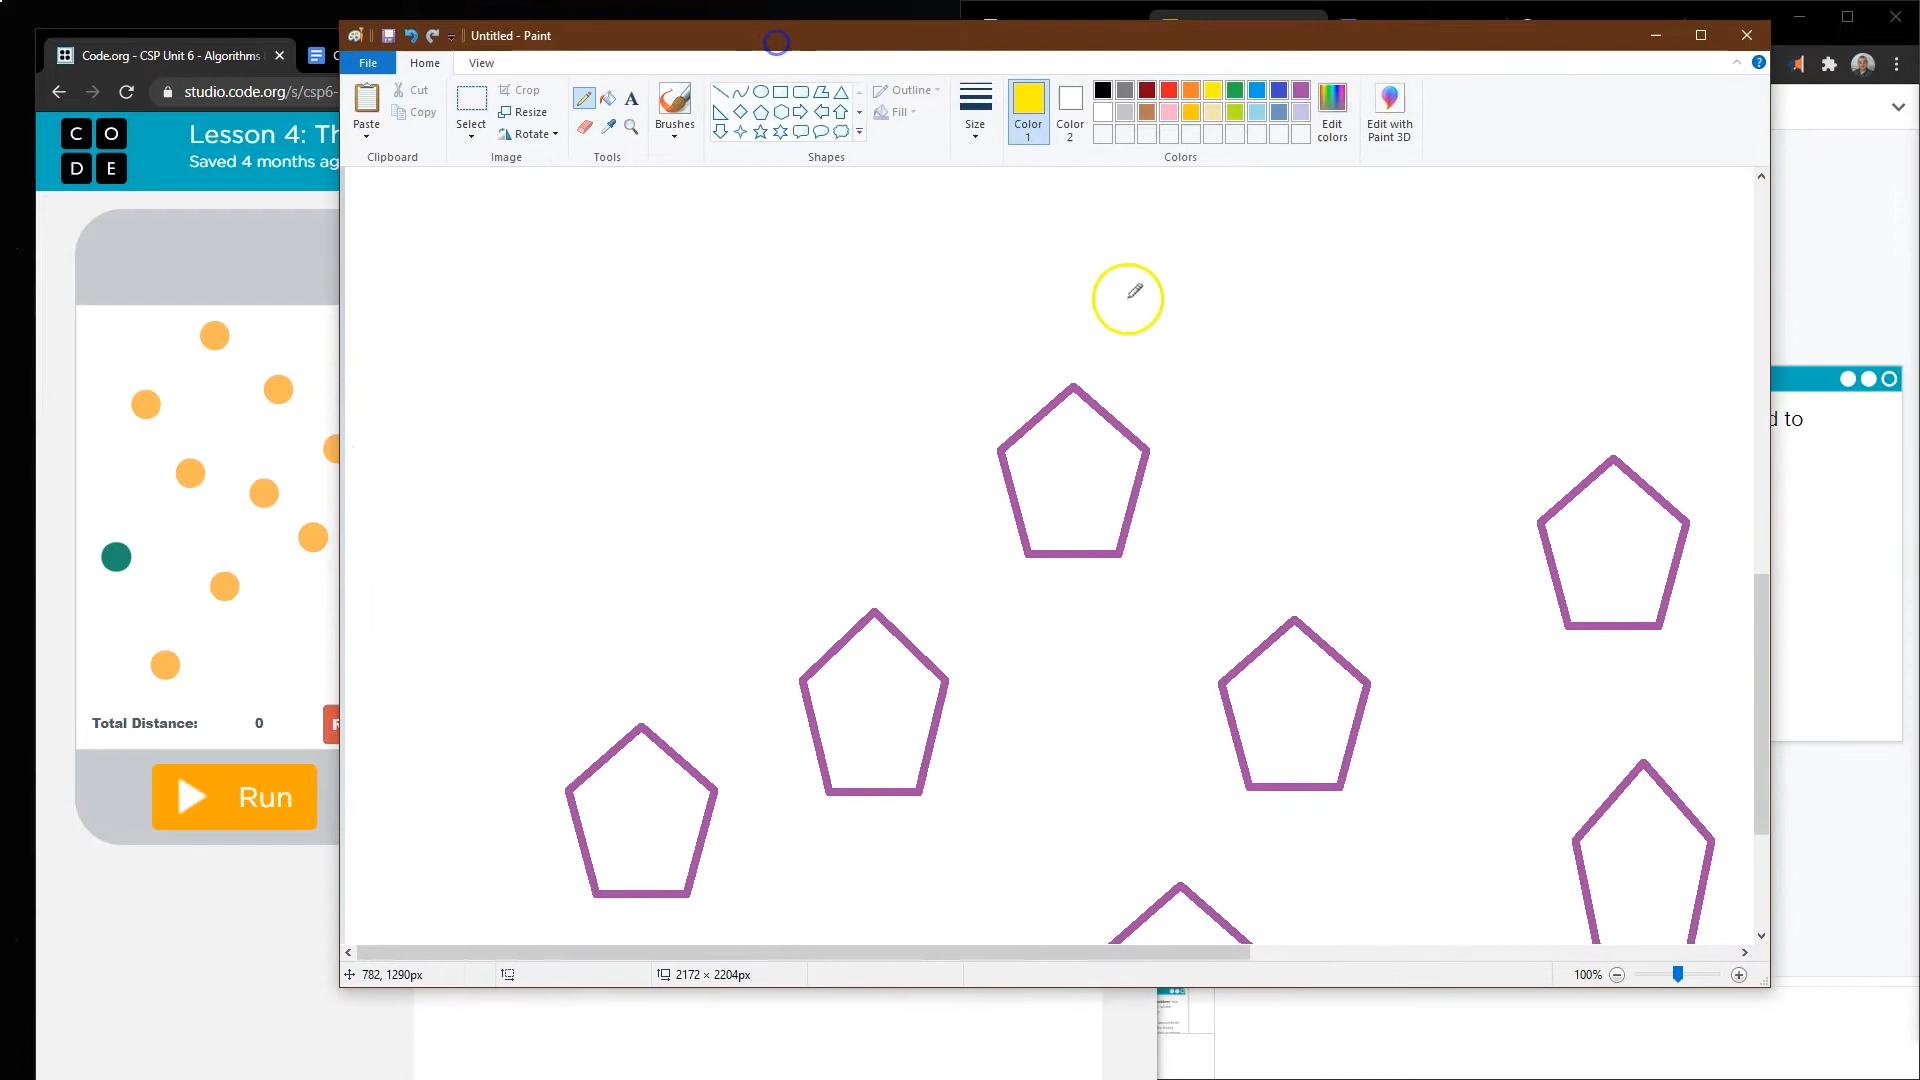 Untitled - Paint
Code.org - CSP Unit 6 - Algorithms
studio.code.org/s/csp6-
File
Home
View
Paste
Cut
Copy
Clipboard
Select
Crop
Resize
Rotate
Image
A
Tools
Brushes
Outline
Fill
Shapes
Size
Color 1
Color 2
Edit colors
Edit with Paint 3D
Colors
C O
D E
Lesson 4: Th
Saved 4 months ag
d to
Total Distance: 0
Run
782, 1290px
2172 × 2204px
100%